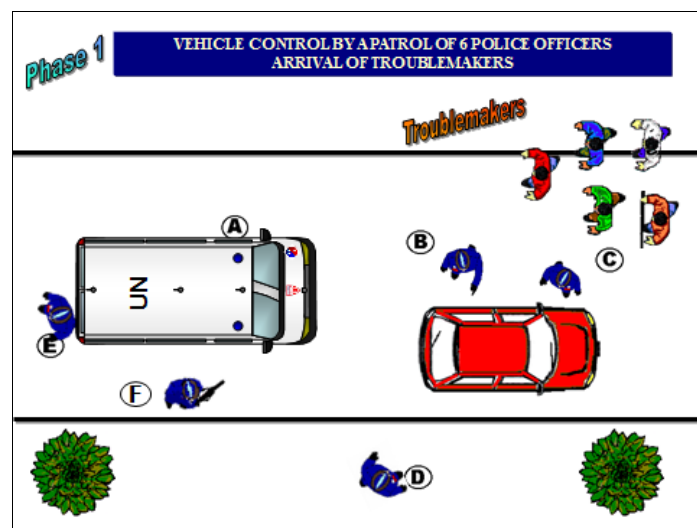 Phase 1
VEHICLE CONTROL BY A PATROL OF 6 POLICE OFFICERS
ARRIVAL OF TROUBLEMAKERS
Troublemakers
A
B
C
UN
E
F
D